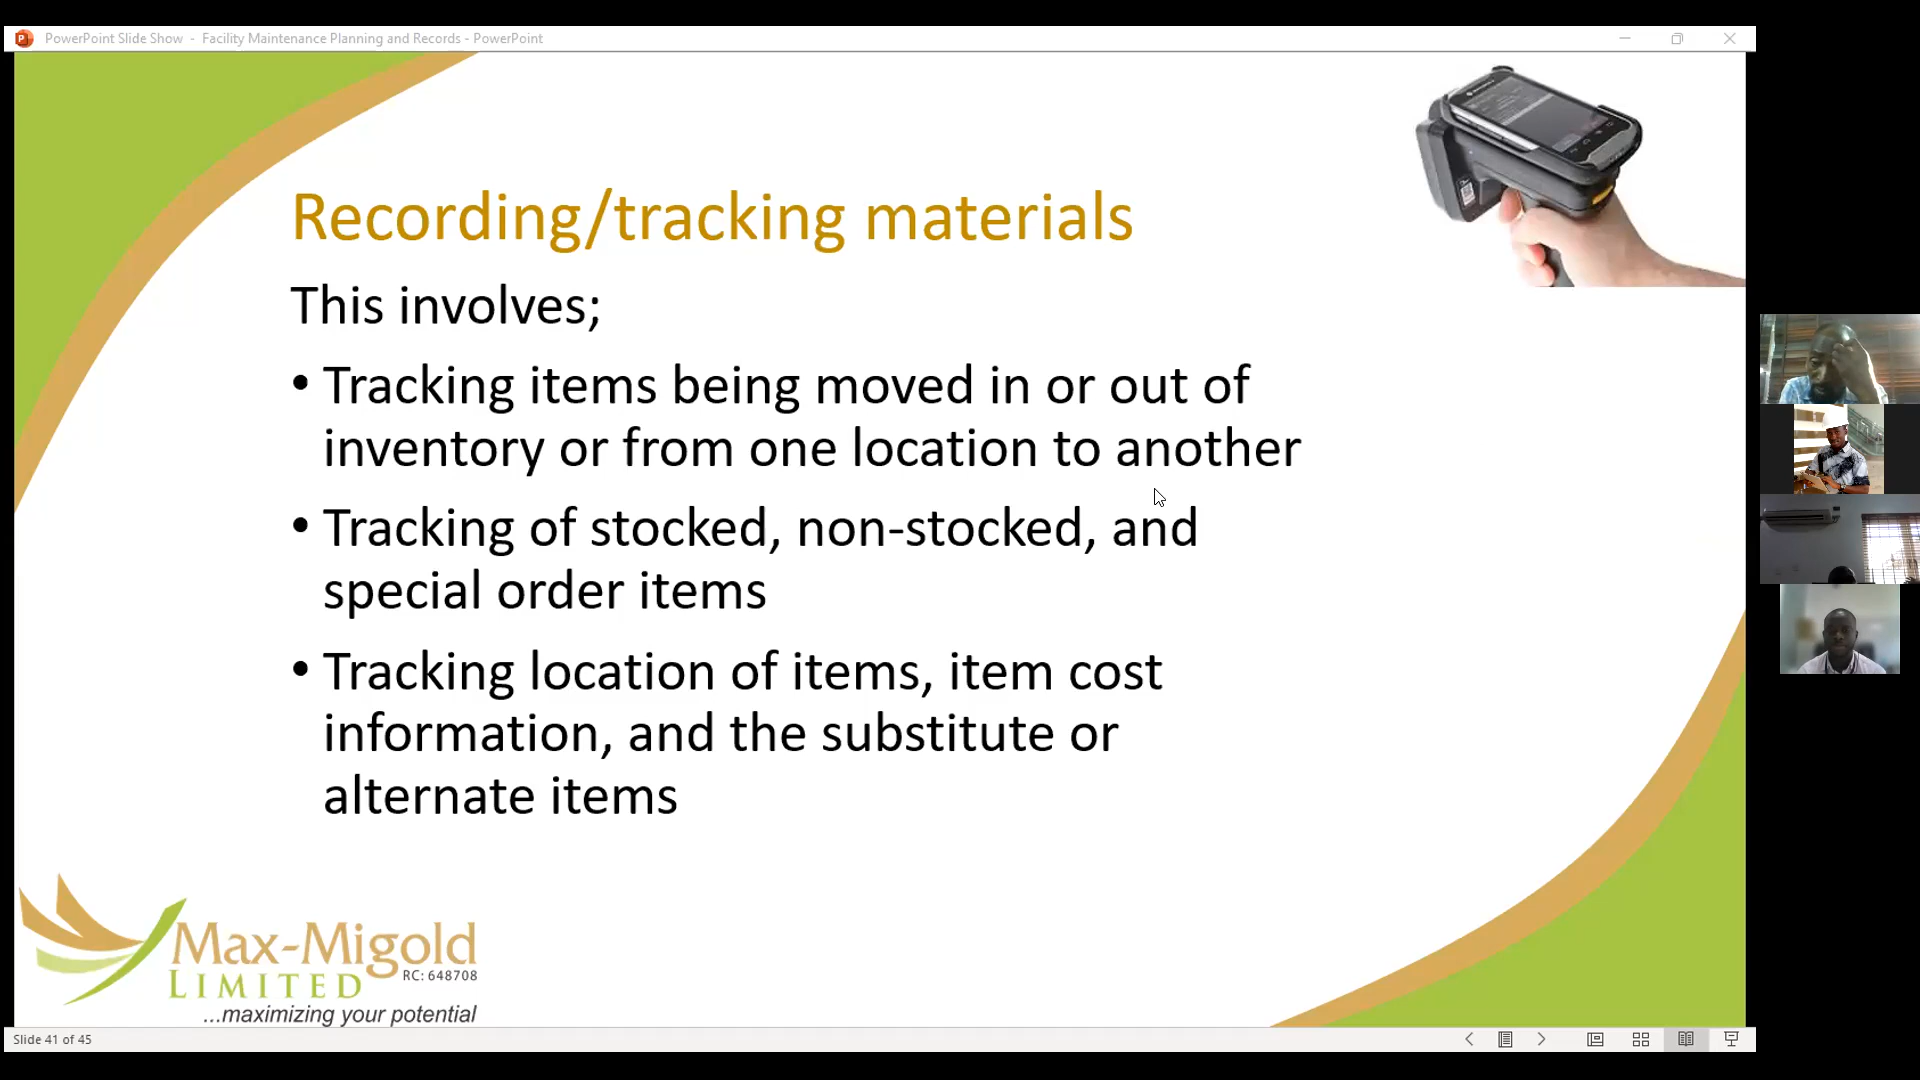 PowerPoint Slide Show - Facility Maintenance Planning and Records - PowerPoint
Recording/tracking materials
This involves;
• Tracking items being moved in or out of
inventory or from one location to another
• Tracking of stocked, non-stocked, and
special order items
• Tracking location of items, item cost
information, and the substitute or
alternate items
Max-Migold
LIMITED
RC: 648708
...maximizing your potential
Slide 41 of 45